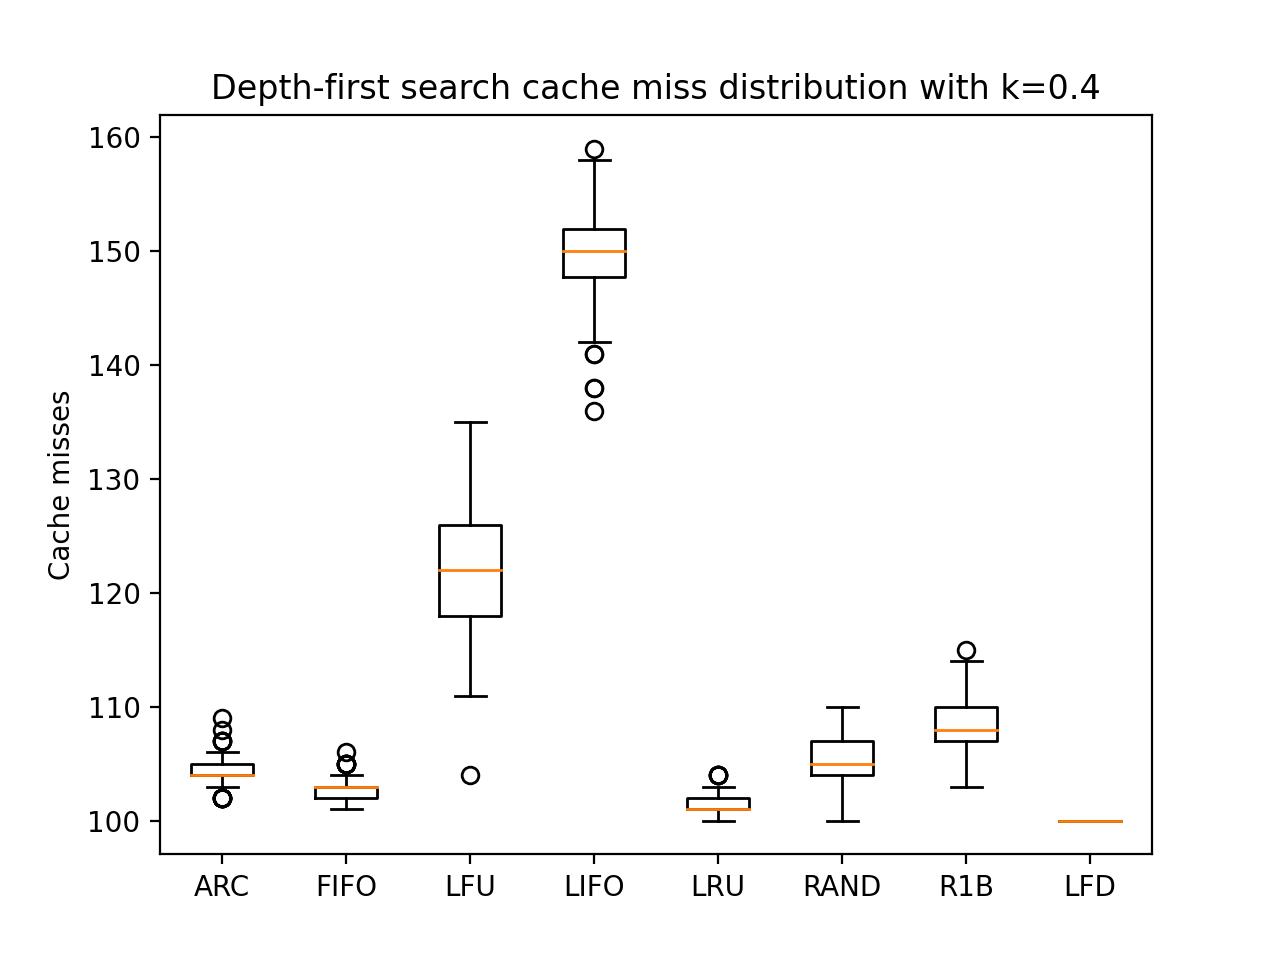 Depth-first search cache miss distribution with k=0.4
Cache misses
160
150
140
130
120
110
100
ARC FIFO LFU LIFO LRU RAND R1B LFD